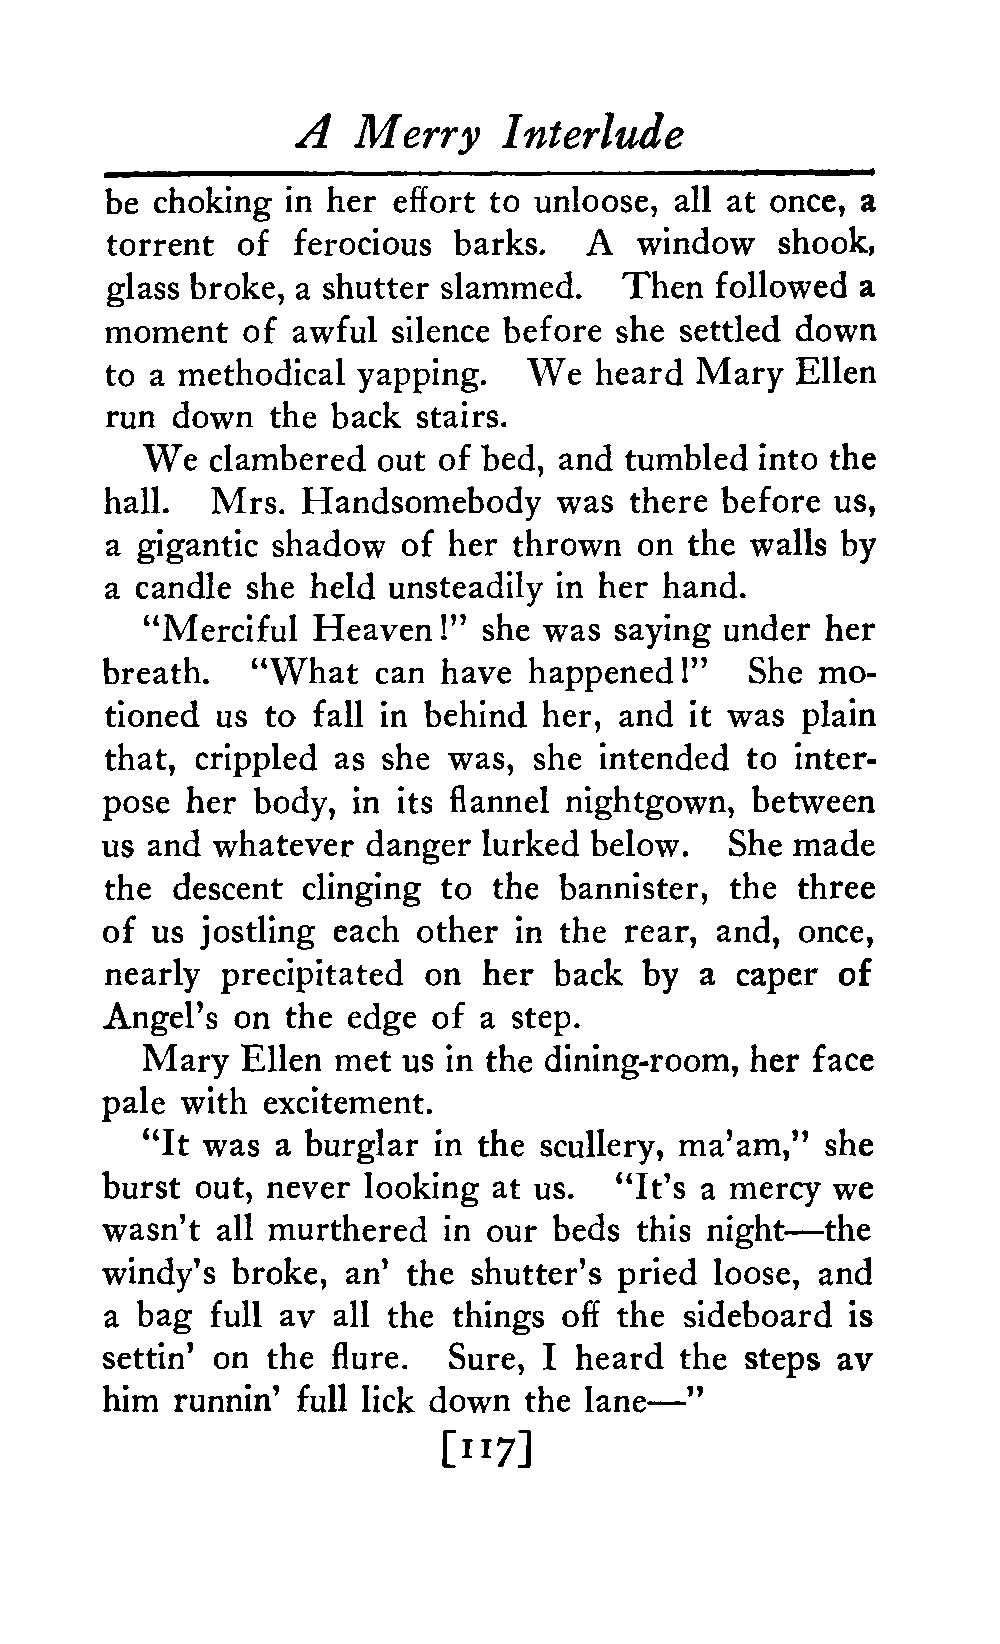 A Merry Interlude
be choking in her effort to unloose, all at once, a
torrent of ferocious barks. A window shook,
glass broke, a shutter slammed. Then followed a
moment of awful silence before she settled down
to a methodical yapping. We heard Mary Ellen
run down the back stairs.
We clambered out of bed, and tumbled into the
hall. Mrs. Handsomebody was there before us,
a gigantic shadow of her thrown on the walls by
a candle she held unsteadily in her hand.
"Merciful Heaven!" she was saying under her
breath. "What can have happened!" She mo-
tioned us to fall in behind her, and it was plain
that, crippled as she was, she intended to inter-
pose her body, in its flannel nightgown, between
us and whatever danger lurked below. She made
the descent clinging to the bannister, the three
of us jostling each other in the rear, and, once,
nearly precipitated on her back by a caper of
Angel's on the edge of a step.
Mary Ellen met us in the dining-room, her face
pale with excitement.
"It was a burglar in the scullery, ma'am," she
burst out, never looking at us. "It's a mercy we
wasn't all murthered in our beds this night—the
windy's broke, an' the shutter's pried loose, and
a bag full av all the things off the sideboard is
settin' on the flure. Sure, I heard the steps av
him runnin' full lick down the lane—"
[117]